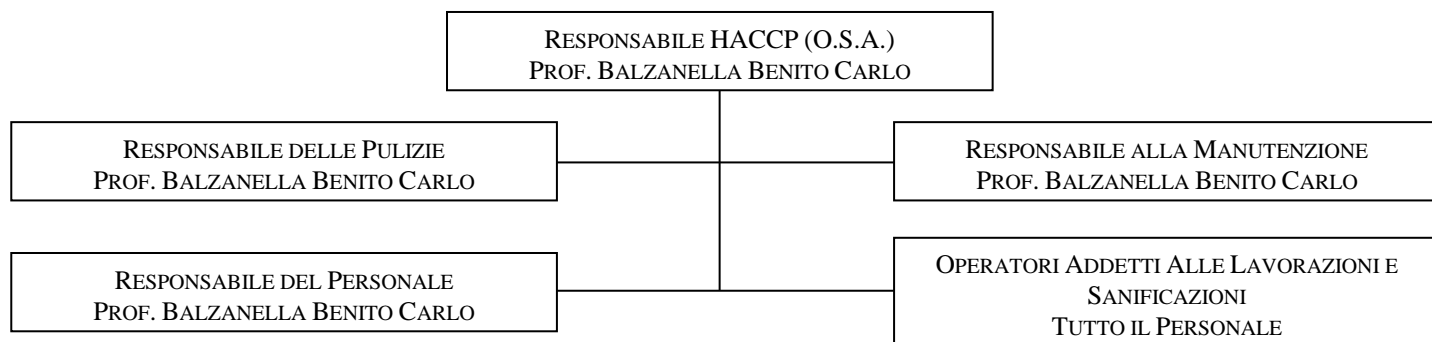 RESPONSABILE HACCP (O.S.A.)
PROF. BALZANELLA BENITO CARLO
RESPONSABILE DELLE PULIZIE
PROF. BALZANELLA BENITO CARLO
RESPONSABILE ALLA MANUTENZIONE
PROF. BALZANELLA BENITO CARLO
RESPONSABILE DEL PERSONALE
PROF. BALZANELLA BENITO CARLO
OPERATORI ADDETTI ALLE LAVORAZIONI E
SANIFICAZIONI
TUTTO IL PERSONALE